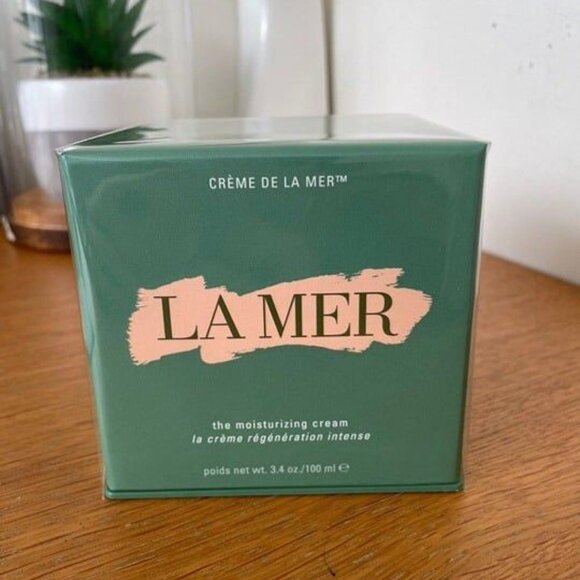 CRÈME DE LA MER™
LA MER
the moisturizing cream
la crème régénération intense
poids net wt. 3.4 oz./100 ml ℮